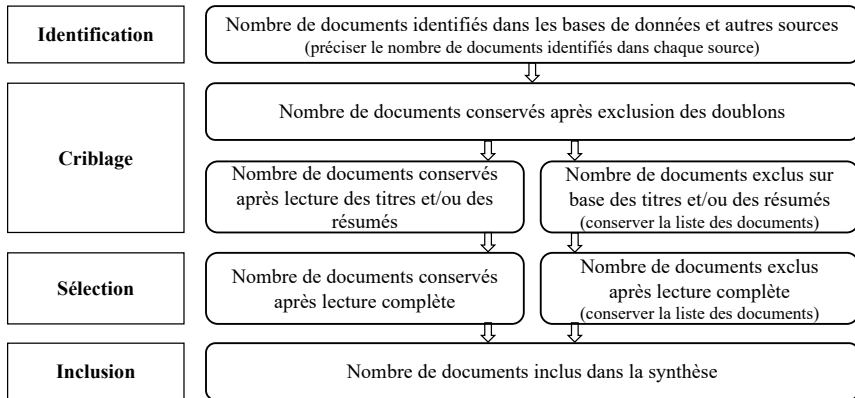 Identification
Nombre de documents identifiés dans les bases de données et autres sources
(préciser le nombre de documents identifiés dans chaque source)
Criblage
Nombre de documents conservés après exclusion des doublons
Nombre de documents conservés
après lecture des titres et/ou des
résumés
Nombre de documents exclus sur
base des titres et/ou des résumés
(conserver la liste des documents)
Sélection
Nombre de documents conservés
après lecture complète
Nombre de documents exclus
après lecture complète
(conserver la liste des documents)
Inclusion
Nombre de documents inclus dans la synthèse